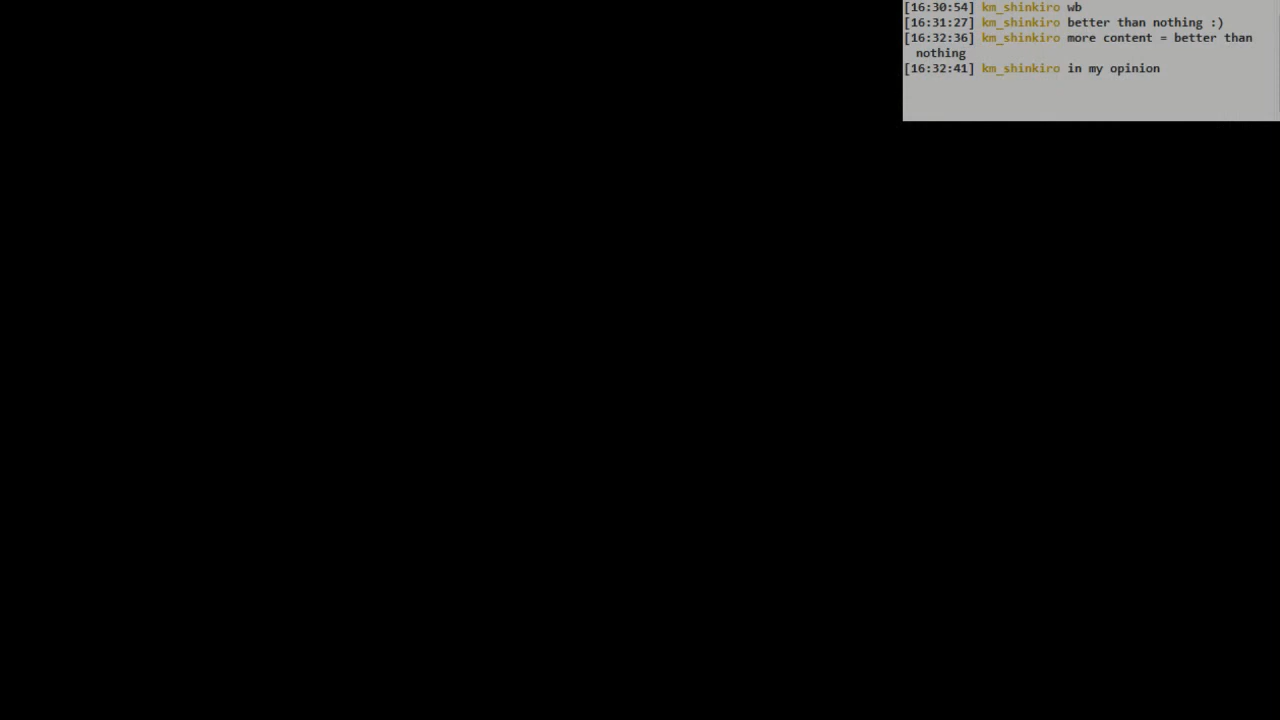 [16:30:54] km_shinkiro wb
[16:31:27] km_shinkiro better than nothing :)
[16:32:36] km_shinkiro more content = better than
nothing
[16:32:41] km_shinkiro in my opinion